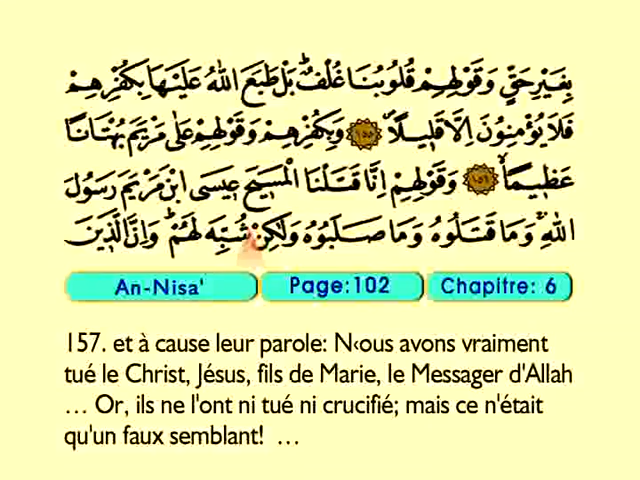 بِغَيْرِ حَقٍّ وَقَوْلِهِمْ قُلُوبُنَا غُلْفٌ بَلْ طَبَعَ اللَّهُ عَلَيْهَا بِكُفْرِهِمْ
فَلَا يُؤْمِنُونَ إِلَّا قَلِيلًا ١٥٥ وَبِكُفْرِهِمْ وَقَوْلِهِمْ عَلَىٰ مَرْيَمَ بُهْتَانًا
عَظِيمًا ١٥٦ وَقَوْلِهِمْ إِنَّا قَتَلْنَا الْمَسِيحَ عِيسَى ابْنَ مَرْيَمَ رَسُولَ
اللَّهِ وَمَا قَتَلُوهُ وَمَا صَلَبُوهُ وَلَٰكِنْ شُبِّهَ لَهُمْ وَإِنَّ الَّذِينَ
An-Nisa' Page:102 Chapitre: 6
157. et à cause leur parole: N‹ous avons vraiment
tué le Christ, Jésus, fils de Marie, le Messager d'Allah
... Or, ils ne l'ont ni tué ni crucifié; mais ce n'était
qu'un faux semblant! ...